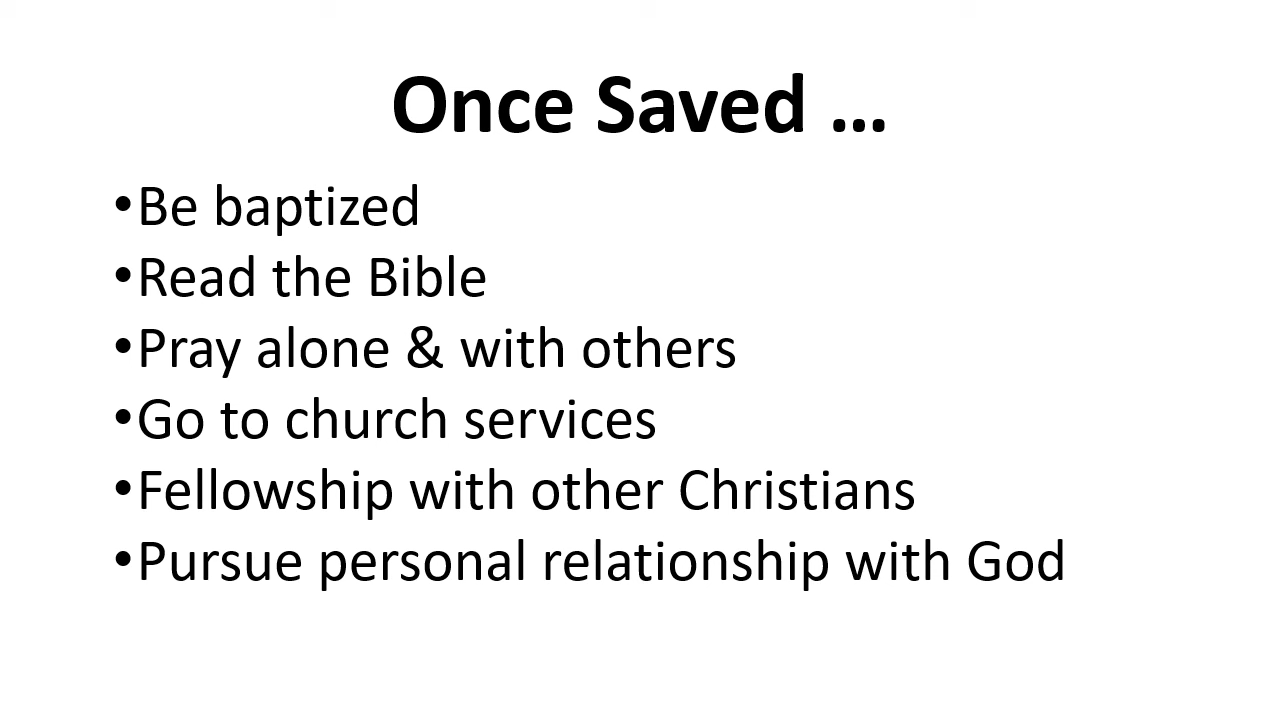 Once Saved …
•Be baptized
•Read the Bible
•Pray alone & with others
•Go to church services
•Fellowship with other Christians
•Pursue personal relationship with God